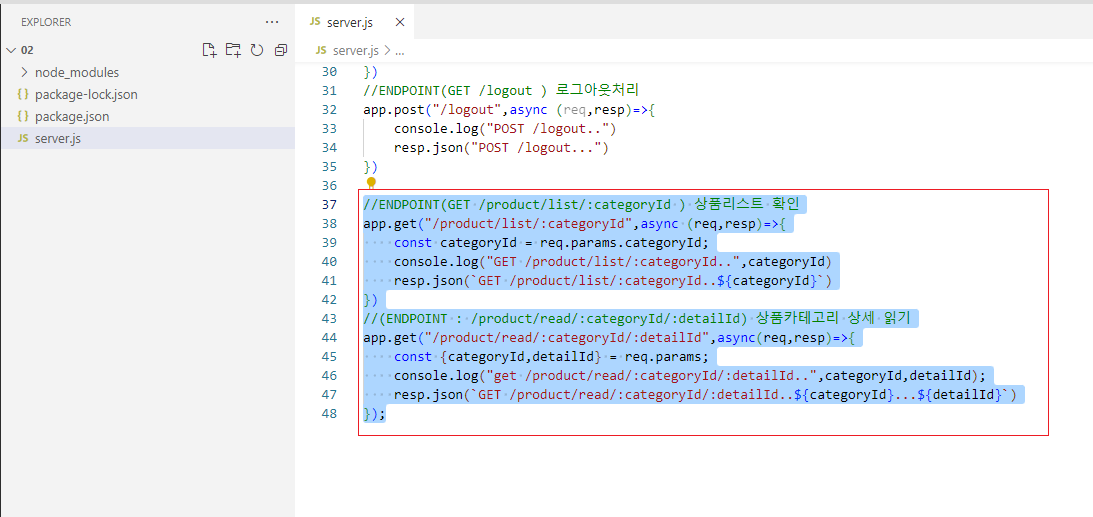 EXPLORER
···
02
node_modules
{} package-lock.json
{} package.json
JS server.js
JS server.js ×
JS server.js > ...
30 })
31 //ENDPOINT(GET /logout ) 로그아웃처리
32 app.post("/logout",async (req,resp)=>{
33     console.log("POST /logout..")
34     resp.json("POST /logout...")
35 })
36
37 //ENDPOINT(GET /product/list/:categoryId ) 상품리스트 확인
38 app.get("/product/list/:categoryId",async (req,resp)=>{
39     const categoryId = req.params.categoryId;
40     console.log("GET /product/list/:categoryId..",categoryId)
41     resp.json(`GET /product/list/:categoryId..${categoryId}`)
42 })
43 //(ENDPOINT : /product/read/:categoryId/:detailId) 상품카테고리 상세 읽기
44 app.get("/product/read/:categoryId/:detailId",async(req,resp)=>{
45     const {categoryId,detailId} = req.params;
46     console.log("get /product/read/:categoryId/:detailId..",categoryId,detailId);
47     resp.json(`GET /product/read/:categoryId/:detailId..${categoryId}...${detailId}`)
48 });